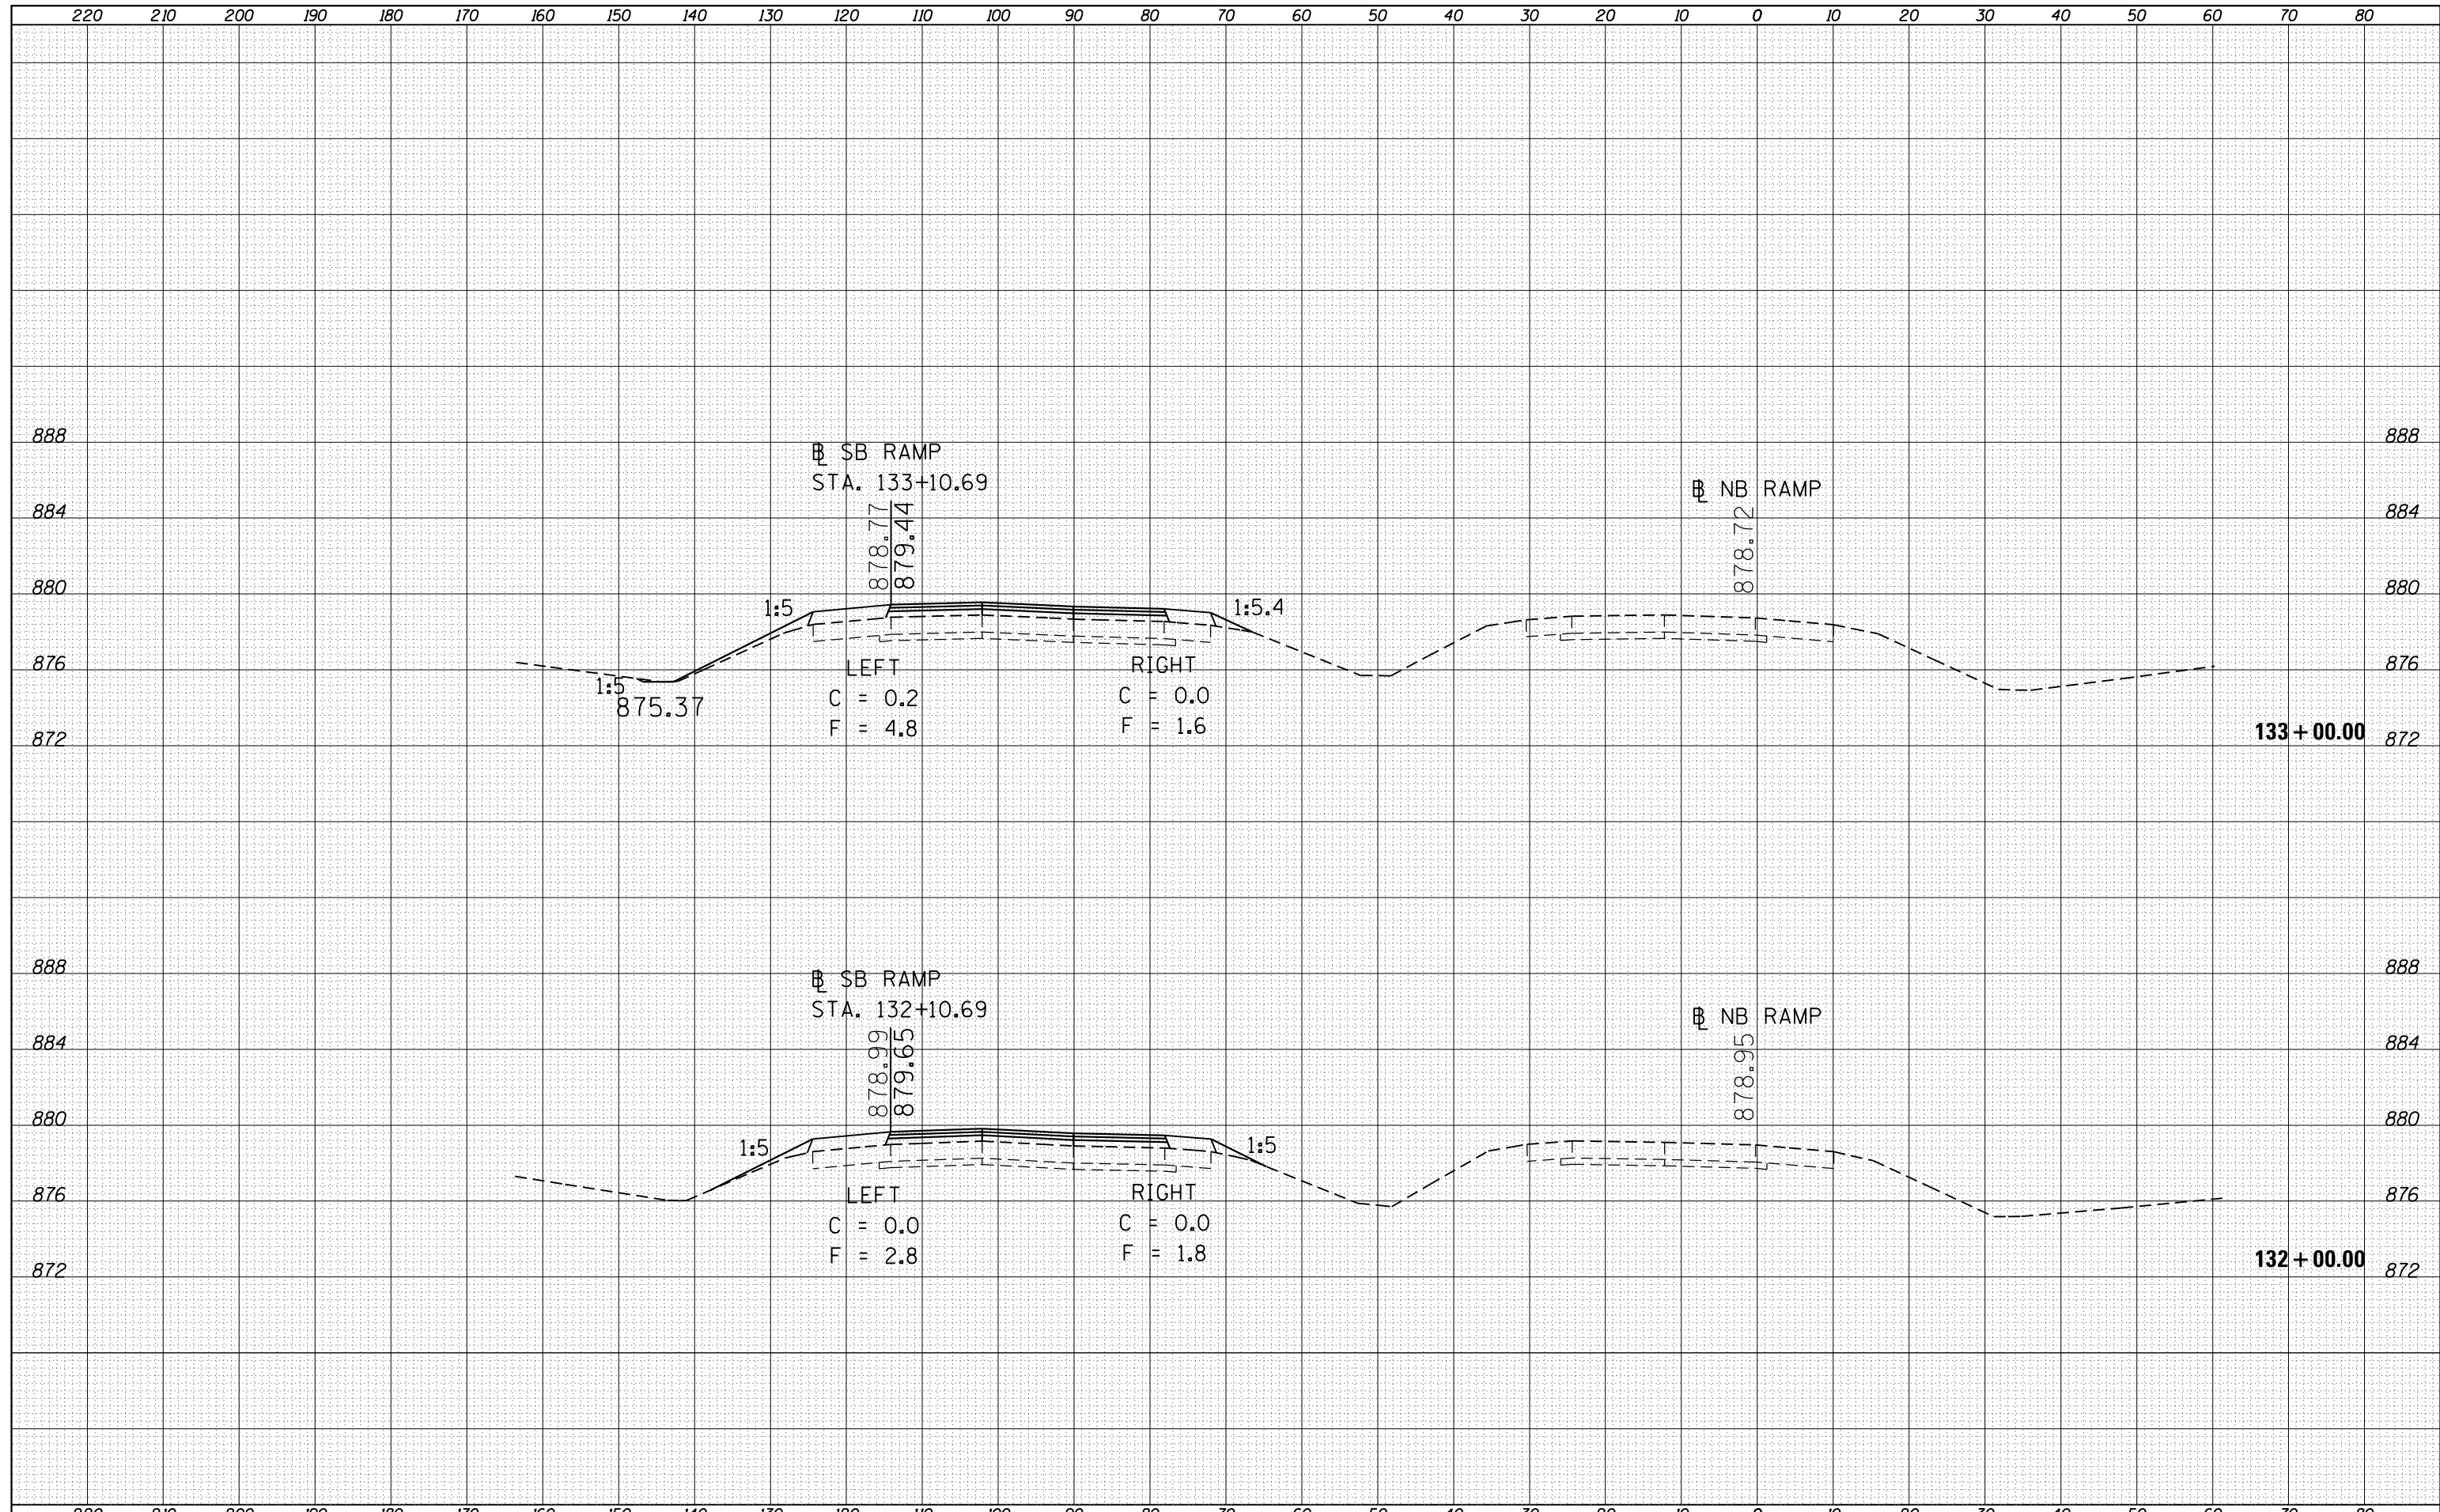 220 210 200 190 180 170 160 150 140 130 120 110 100 90 80 70 60 50 40 30 20 10 0 10 20 30 40 50 60 70 80
888 888
℄ SB RAMP
STA. 133+10.69
℄ NB RAMP
884 884
878.77
879.44
878.72
880 880
1:5 1:5.4
876 876
LEFT RIGHT
1:5
C = 0.2 C = 0.0
875.37
F = 4.8 F = 1.6
133+00.00
872 872
888 888
℄ SB RAMP
STA. 132+10.69
℄ NB RAMP
884 884
878.99
879.65
878.95
880 880
1:5 1:5
876 876
LEFT RIGHT
C = 0.0 C = 0.0
F = 2.8 F = 1.8
132+00.00
872 872